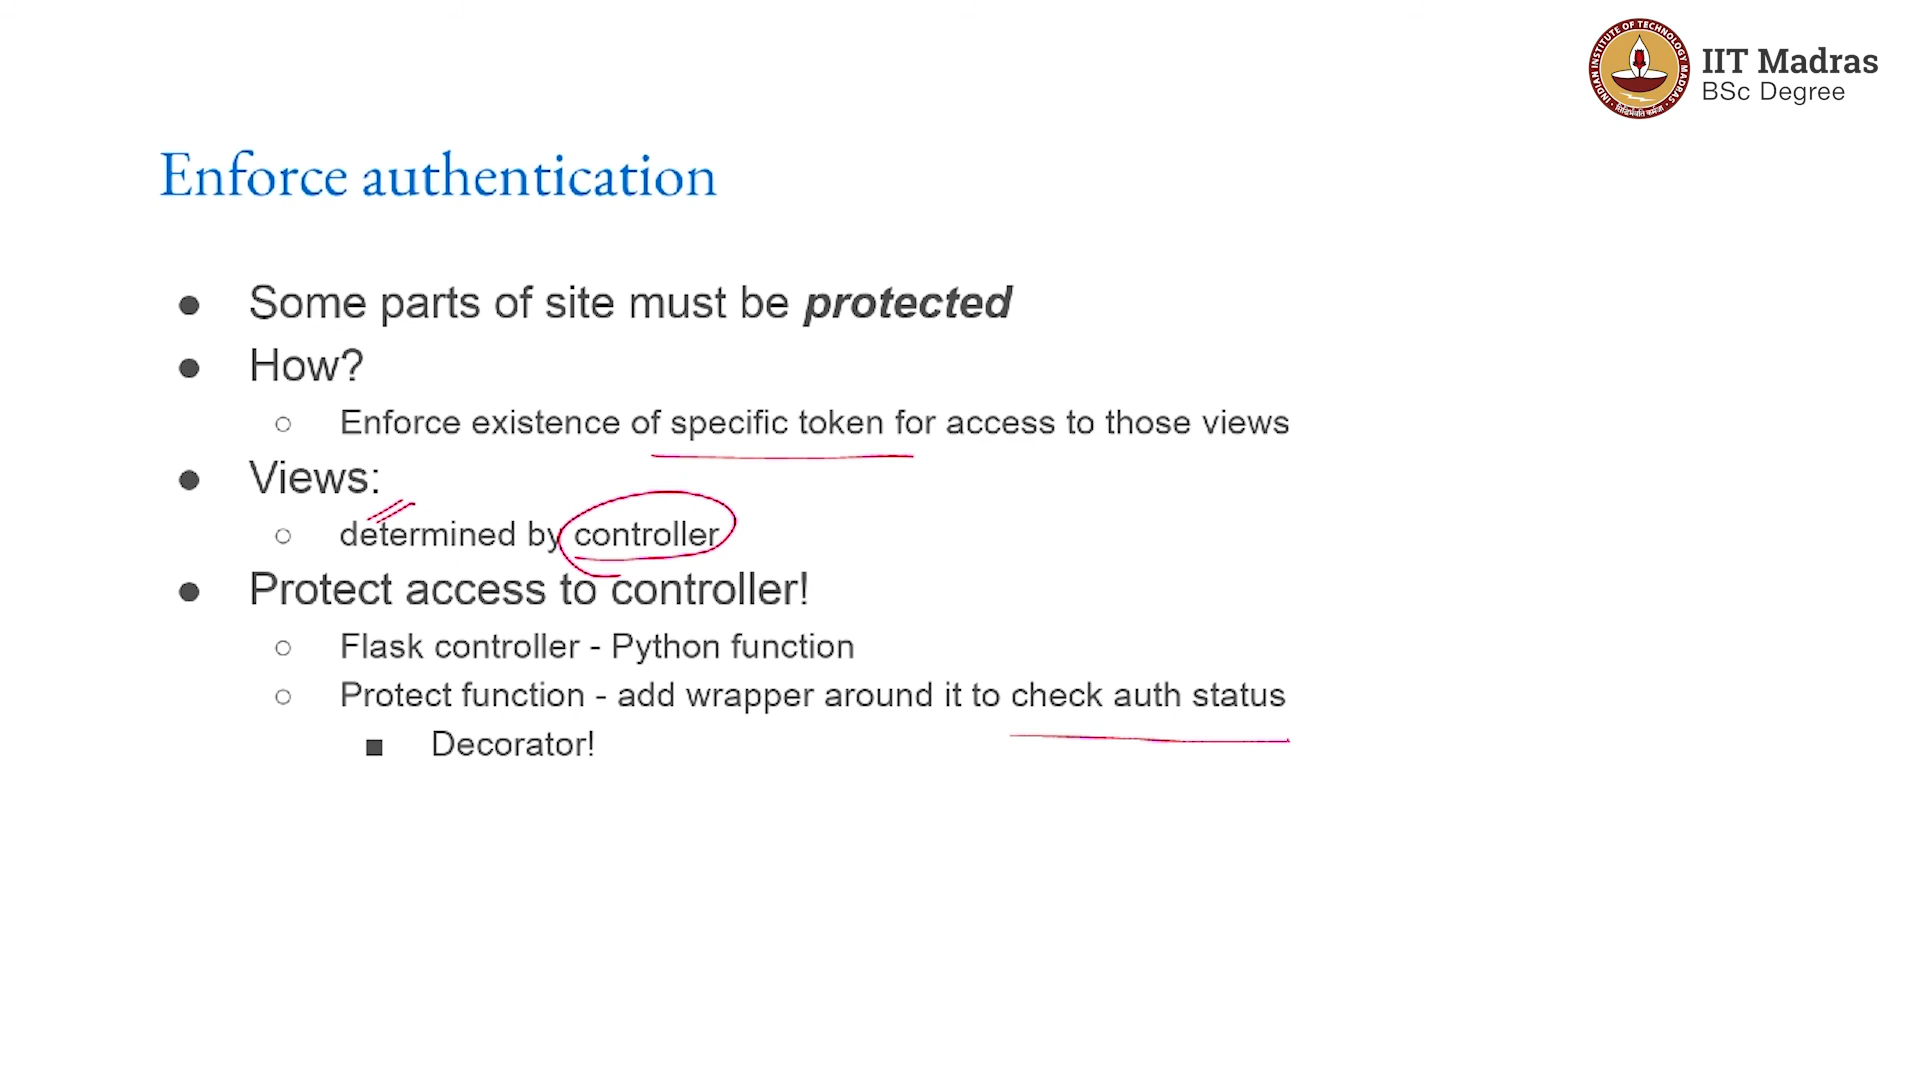 IIT Madras
BSc Degree
Enforce authentication
● Some parts of site must be protected
● How?
○ Enforce existence of specific token for access to those views
● Views:
○ determined by controller
● Protect access to controller!
○ Flask controller - Python function
○ Protect function - add wrapper around it to check auth status
■ Decorator!